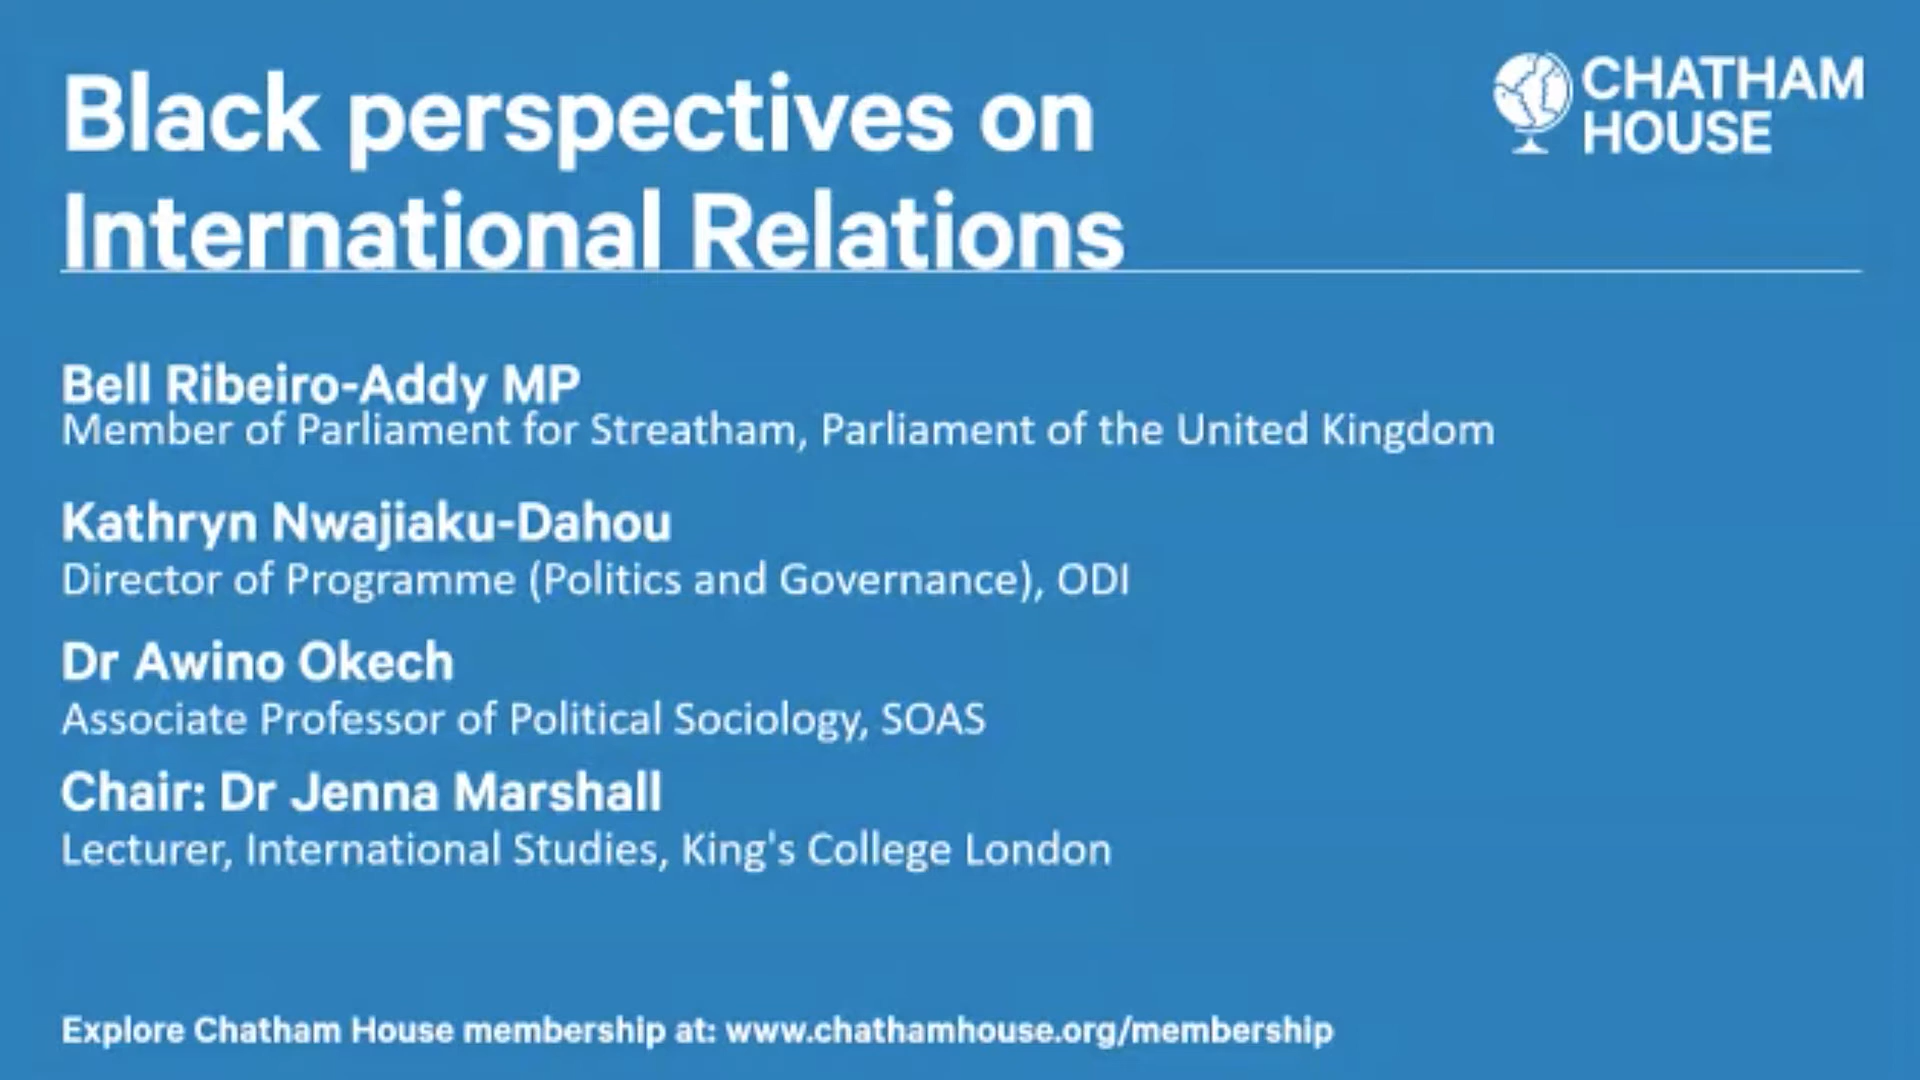 Black perspectives on
International Relations
CHATHAM
HOUSE
Bell Ribeiro-Addy MP
Member of Parliament for Streatham, Parliament of the United Kingdom
Kathryn Nwajiaku-Dahou
Director of Programme (Politics and Governance), ODI
Dr Awino Okech
Associate Professor of Political Sociology, SOAS
Chair: Dr Jenna Marshall
Lecturer, International Studies, King's College London
Explore Chatham House membership at: www.chathamhouse.org/membership